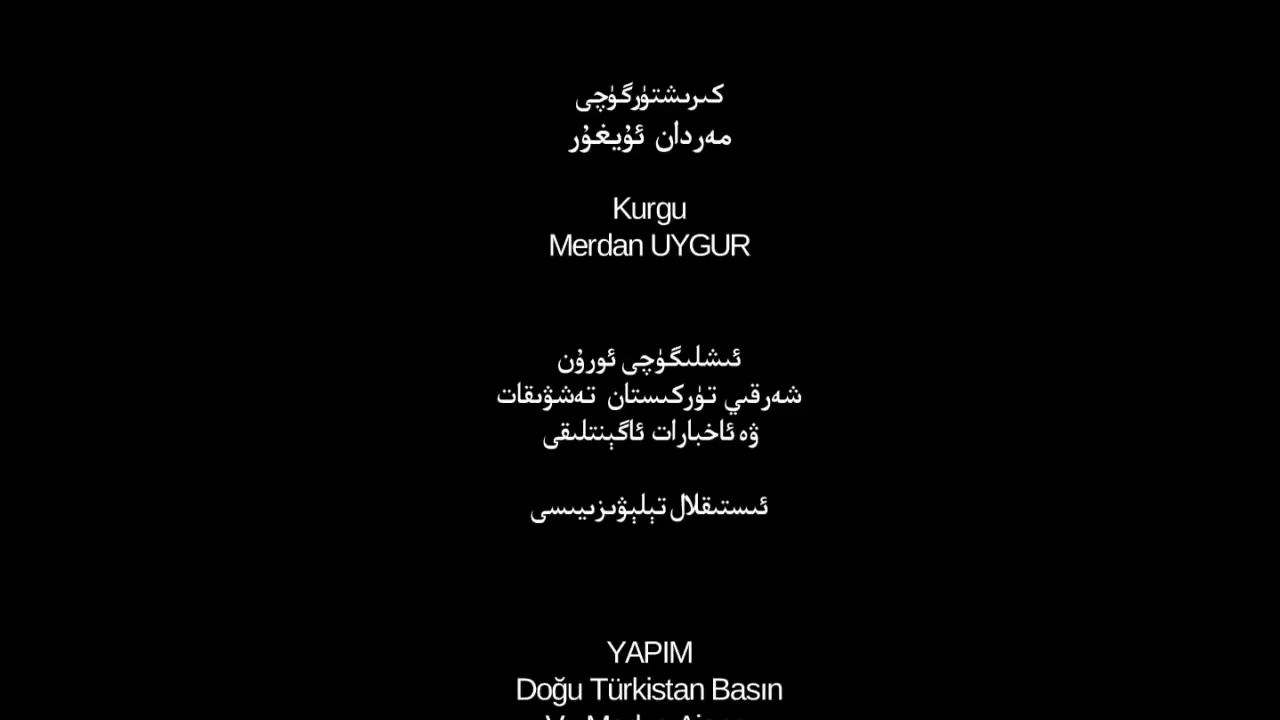 كىرىشتۈرگۈچى
مەردان ئۇيغۇر
Kurgu
Merdan UYGUR
ئىشلىگۈچى ئورۇن
شەرقىي تۈركىستان تەشۋىقات
ۋە ئاخبارات ئاگېنتلىقى
ئىستىقلال تېلېۋىزىيىسى
YAPIM
Doğu Türkistan Basın